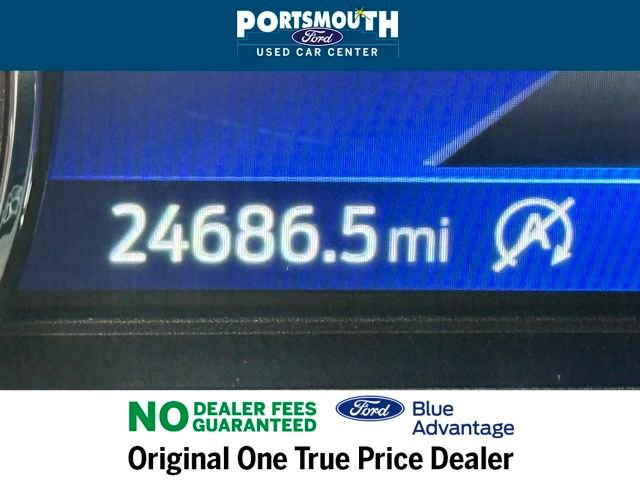 PORTSMOUTH
Ford
USED CAR CENTER
24686.5 mi A
NO DEALER FEES
GUARANTEED
Ford Blue
Advantage
Original One True Price Dealer